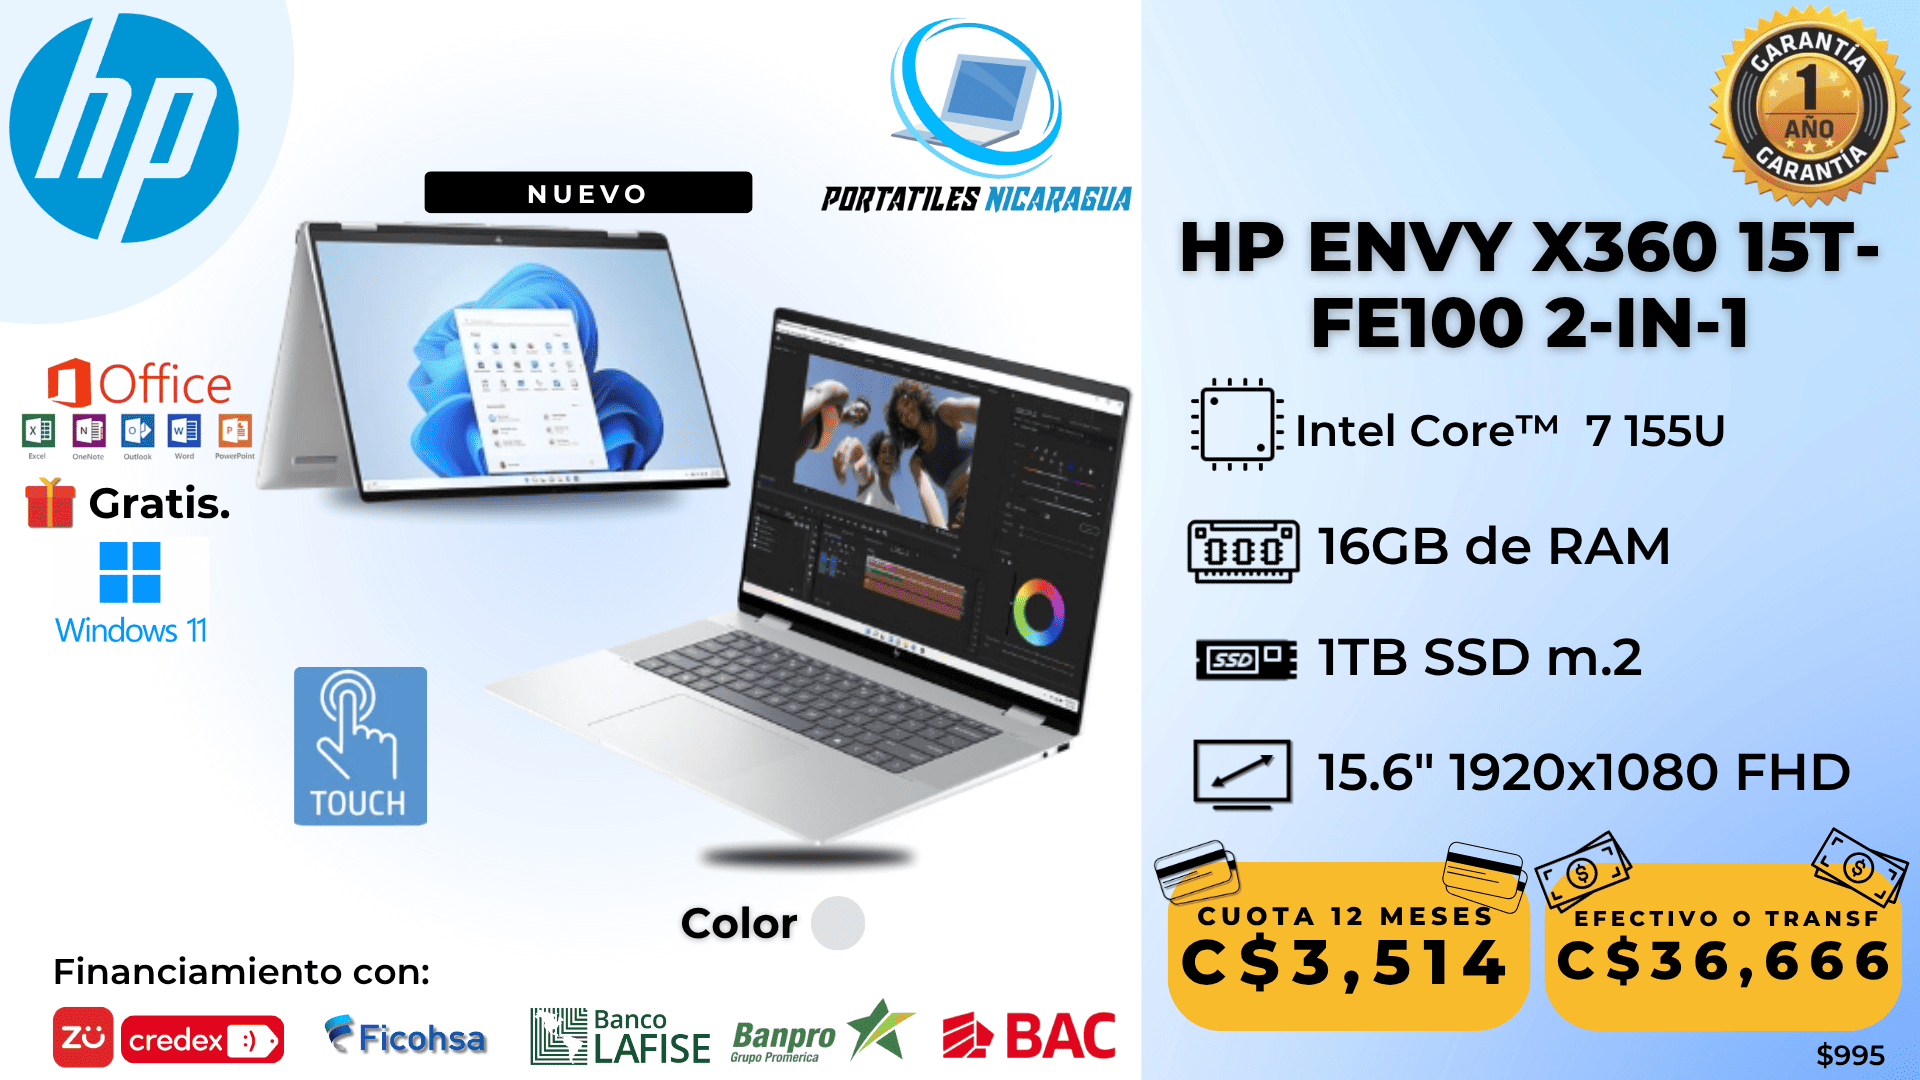 hp
NUEVO
PORTATILES NICARAGUA
Office
Excel
OneNote
Outlook
Word
PowerPoint
Gratis.
Windows 11
TOUCH
Color
Financiamiento con:
zū
credex
Ficohsa
Banco
LAFISE
Banpro
Grupo Promerica
BAC
GARANTÍA
1
AÑO
GARANTÍA
HP ENVY X360 15T-
FE100 2-IN-1
Intel Core™ 7 155U
16GB de RAM
SSD
1TB SSD m.2
15.6" 1920x1080 FHD
CUOTA 12 MESES
C$3,514
EFECTIVO O TRANSF
C$36,666
$995